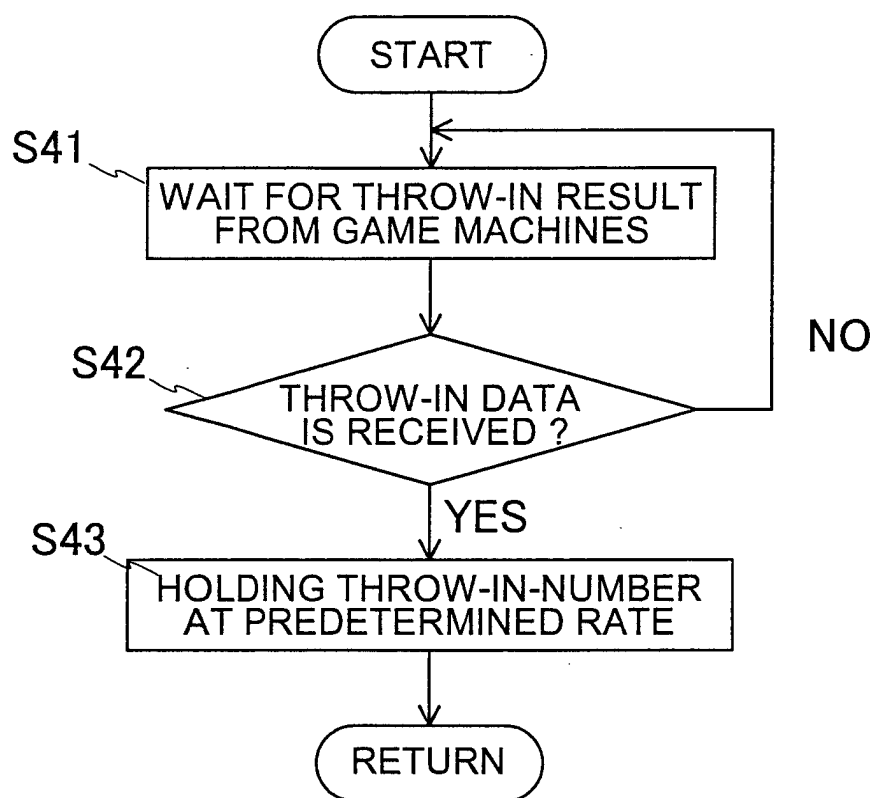 START
S41
WAIT FOR THROW-IN RESULT
FROM GAME MACHINES
NO
S42
THROW-IN DATA
IS RECEIVED ?
YES
S43
HOLDING THROW-IN-NUMBER
AT PREDETERMINED RATE
RETURN